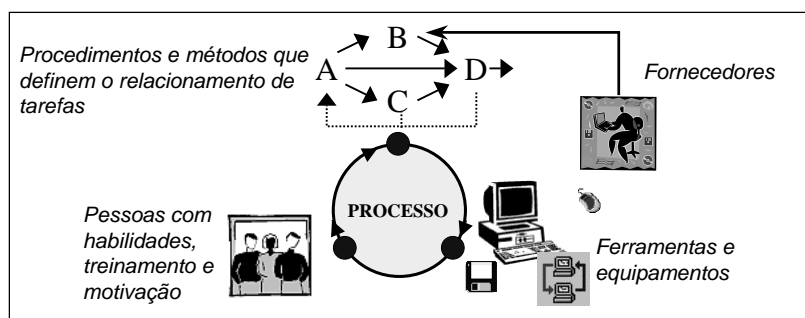 Procedimentos e métodos que
definem o relacionamento de
tarefas
B
A
D
C
Fornecedores
PROCESSO
Pessoas com
habilidades,
treinamento e
motivação
Ferramentas e
equipamentos